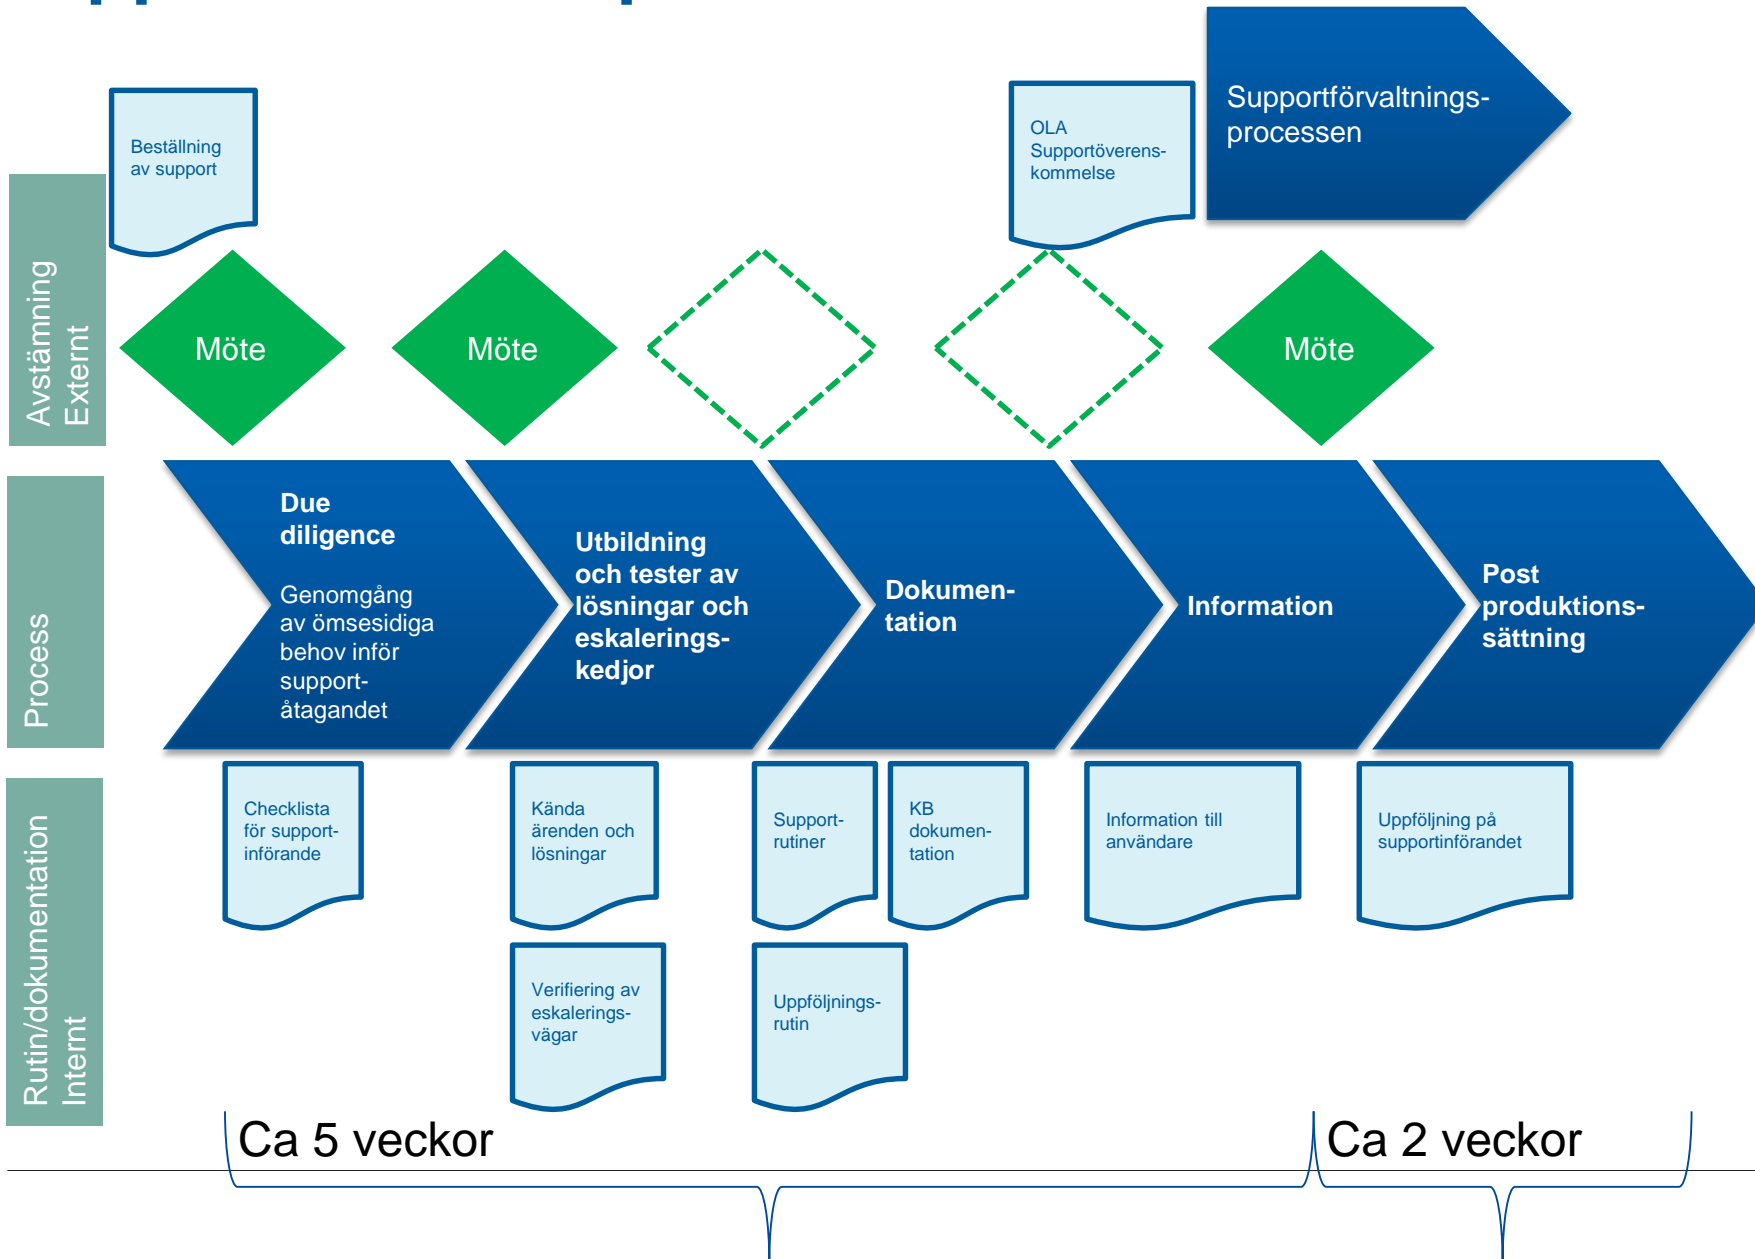 Supportförvaltnings-
processen
Beställning
av support
OLA
Supportöverens-
kommelse
Avstämning
Externt
Möte
Möte
Möte
Process
Due
diligence
Genomgång
av ömsesidiga
behov inför
support-
åtagandet
Utbildning
och tester av
lösningar och
eskalerings-
kedjor
Dokumen-
tation
Information
Post
produktions-
sättning
Rutin/dokumentation
Internt
Checklista
för support-
införande
Kända
ärenden och
lösningar
Support-
rutiner
KB
dokumen-
tation
Information till
användare
Uppföljning på
supportinförandet
Verifiering av
eskalerings-
vägar
Uppföljnings-
rutin
Ca 5 veckor
Ca 2 veckor